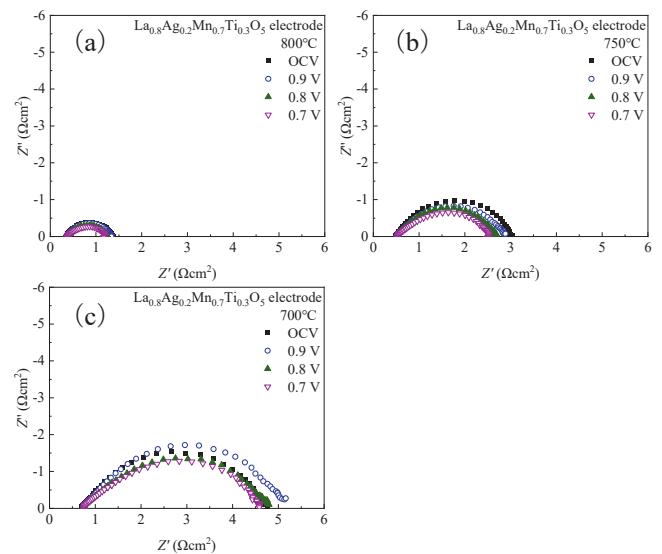 (a)
La0.8Ag0.2Mn0.7Ti0.3O5 electrode
800°C
OCV
0.9 V
0.8 V
0.7 V
-6
-5
-4
-3
-2
-1
0
Z″ (Ωcm2)
0 1 2 3 4 5 6
Z′ (Ωcm2)
(b)
La0.8Ag0.2Mn0.7Ti0.3O5 electrode
750°C
OCV
0.9 V
0.8 V
0.7 V
-6
-5
-4
-3
-2
-1
0
Z″ (Ωcm2)
0 1 2 3 4 5 6
Z′ (Ωcm2)
(c)
La0.8Ag0.2Mn0.7Ti0.3O5 electrode
700°C
OCV
0.9 V
0.8 V
0.7 V
-6
-5
-4
-3
-2
-1
0
Z″ (Ωcm2)
0 1 2 3 4 5 6
Z′ (Ωcm2)